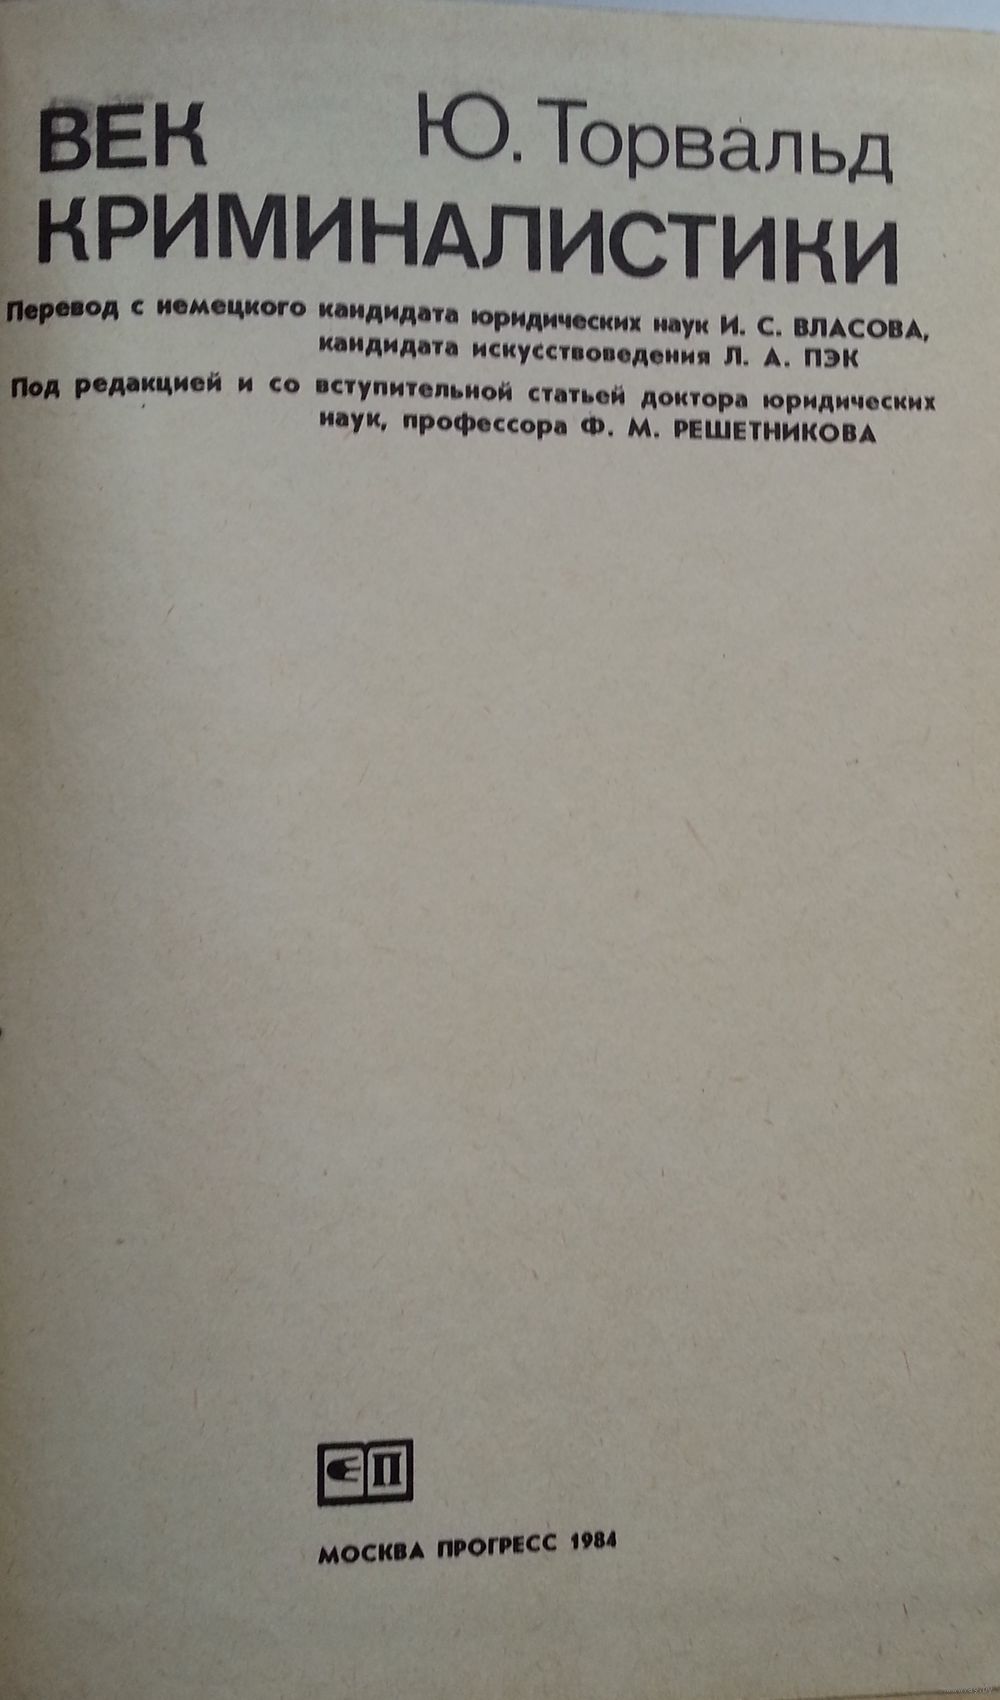 ВЕК Ю. Торвальд
КРИМИНАЛИСТИКИ
Перевод с немецкого кандидата юридических наук И. С. ВЛАСОВА,
кандидата искусствоведения Л. А. ПЭК
Под редакцией и со вступительной статьей доктора юридических
наук, профессора Ф. М. РЕШЕТНИКОВА
П
МОСКВА ПРОГРЕСС 1984